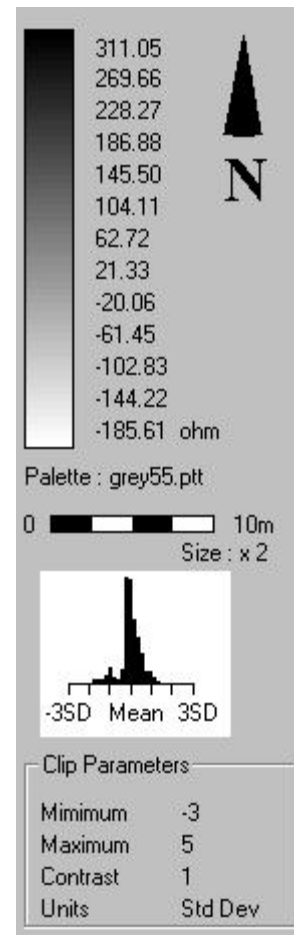 311.05
269.66
228.27
186.88
145.50
104.11
62.72
21.33
-20.06
-61.45
-102.83
-144.22
-185.61 ohm
N
Palette : grey55.ptt
0 10m
Size : x 2
-3SD Mean 3SD
Clip Parameters
Mimimum -3
Maximum 5
Contrast 1
Units Std Dev